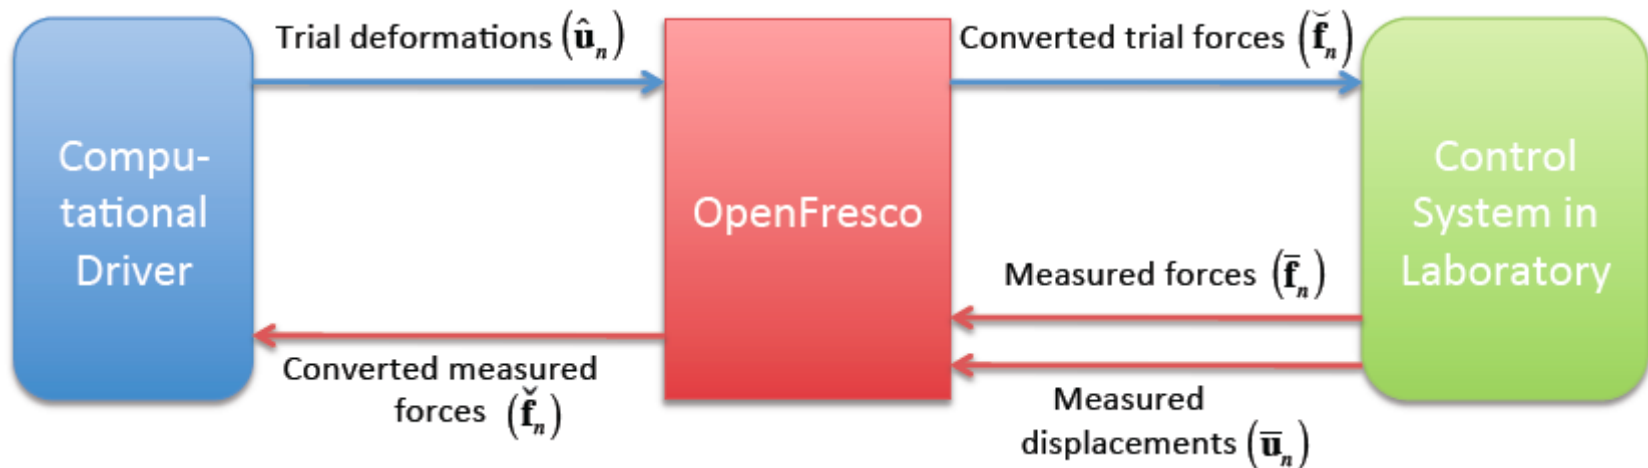 Trial deformations (û_n)
Converted trial forces (f̆_n)
Compu-
tational
Driver
OpenFresco
Control
System in
Laboratory
Measured forces (f̄_n)
Converted measured
forces (f̌_n)
Measured
displacements (ū_n)